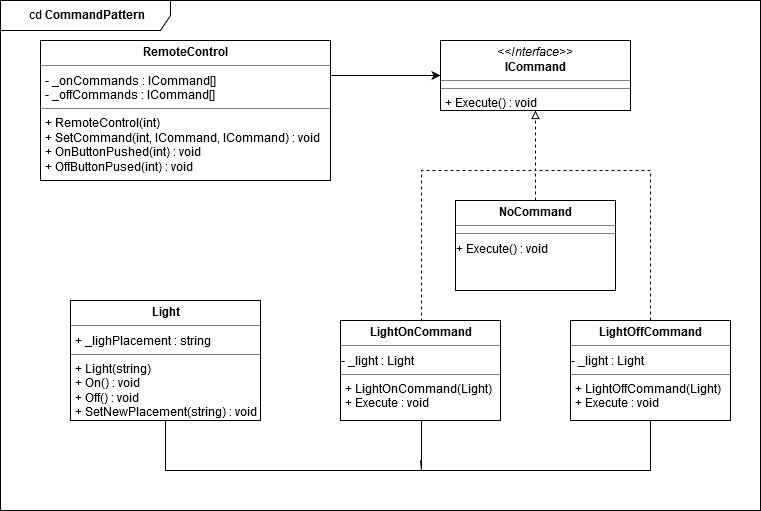 cd CommandPattern
RemoteControl
- _onCommands : ICommand[]
- _offCommands : ICommand[]
+ RemoteControl(int)
+ SetCommand(int, ICommand, ICommand) : void
+ OnButtonPushed(int) : void
+ OffButtonPused(int) : void
<<Interface>>
ICommand
+ Execute() : void
NoCommand
+ Execute() : void
Light
+ _lighPlacement : string
+ Light(string)
+ On() : void
+ Off() : void
+ SetNewPlacement(string) : void
LightOnCommand
- _light : Light
+ LightOnCommand(Light)
+ Execute : void
LightOffCommand
- _light : Light
+ LightOffCommand(Light)
+ Execute : void